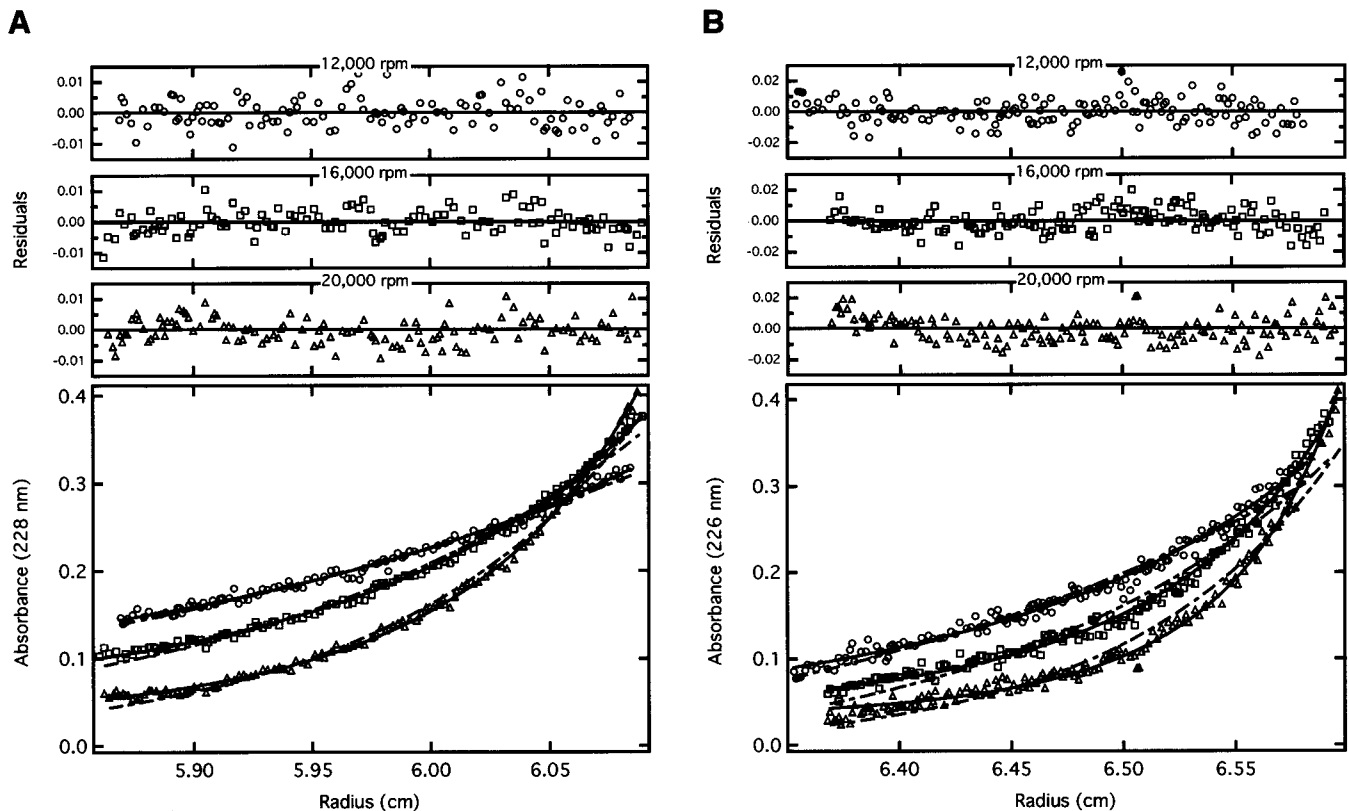 A
B
12,000 rpm
0.01
0.00
-0.01
16,000 rpm
0.01
0.00
-0.01
20,000 rpm
0.01
0.00
-0.01
Residuals
0.4
0.3
0.2
0.1
0.0
Absorbance (228 nm)
5.90
5.95
6.00
6.05
Radius (cm)
12,000 rpm
0.02
0.00
-0.02
16,000 rpm
0.02
-0.00
-0.02
20,000 rpm
0.02
0.00
-0.02
Residuals
0.4
0.3
0.2
0.1
0.0
Absorbance (226 nm)
6.40
6.45
6.50
6.55
Radius (cm)